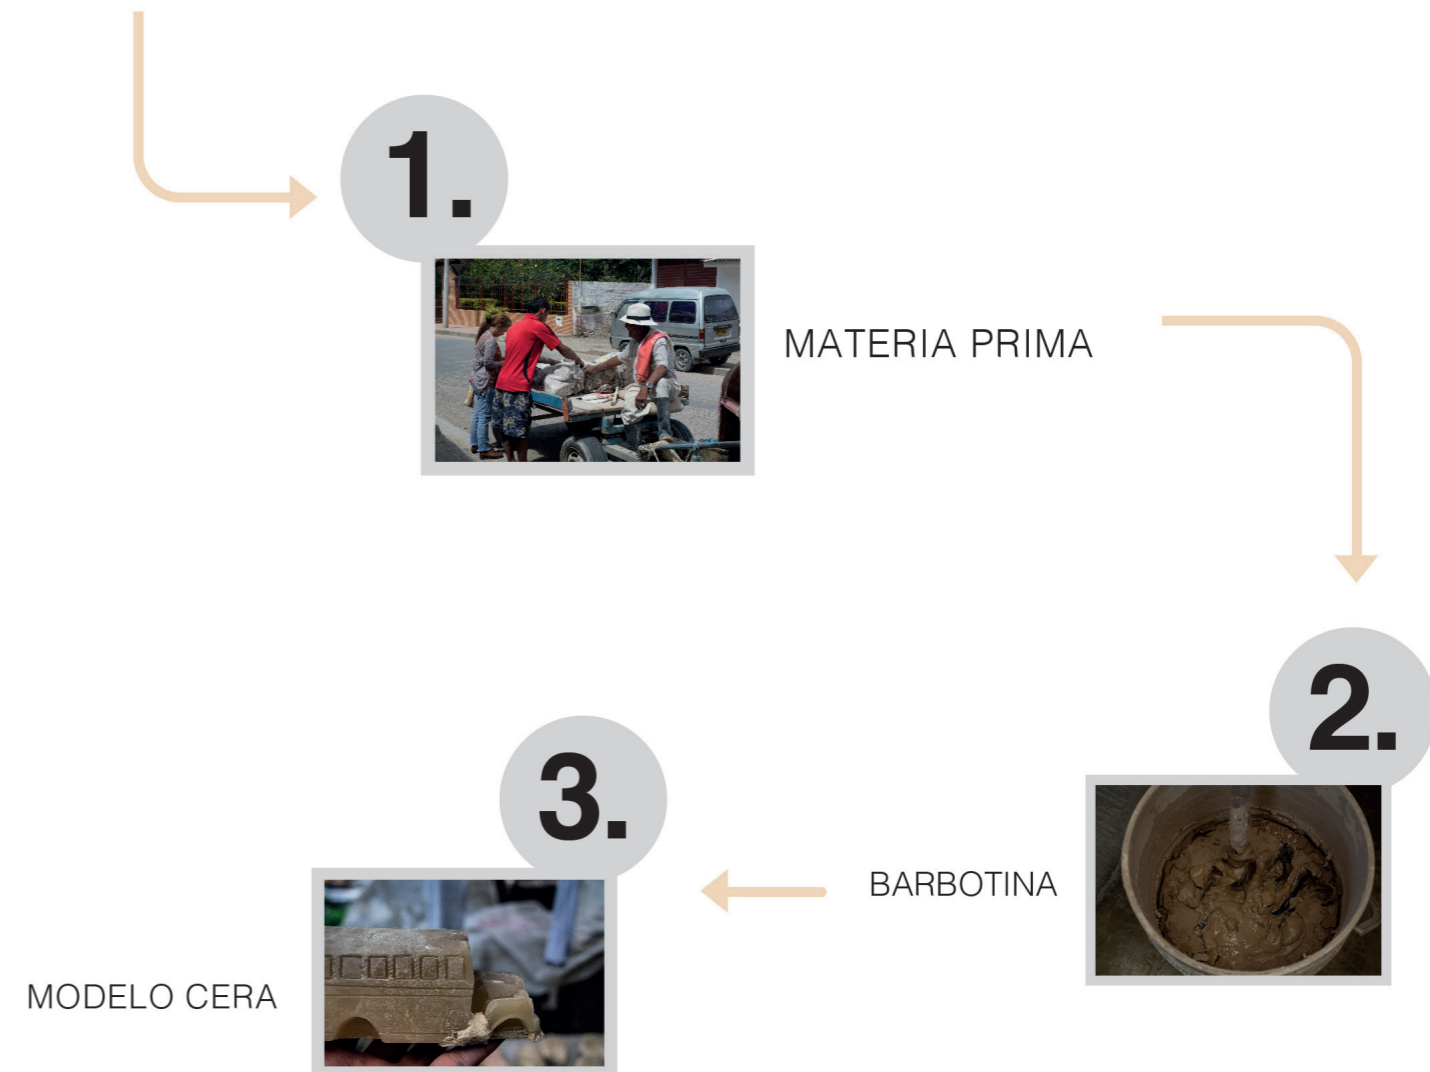 1.
MATERIA PRIMA
2.
BARBOTINA
3.
MODELO CERA